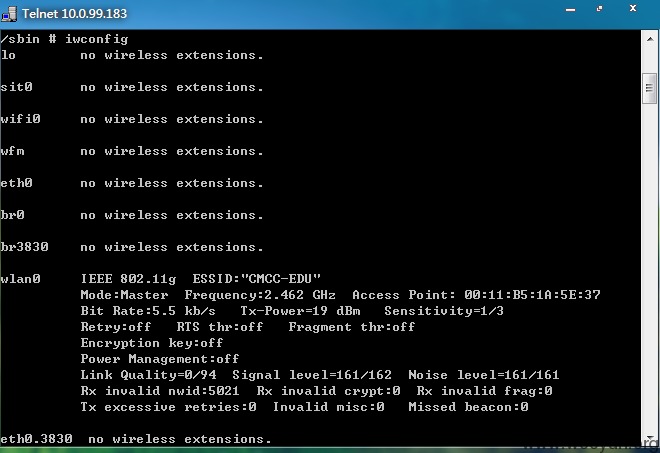 Telnet 10.0.99.183
/sbin # iwconfig
lo        no wireless extensions.
sit0      no wireless extensions.
wifi0     no wireless extensions.
wfm       no wireless extensions.
eth0      no wireless extensions.
br0       no wireless extensions.
br3830    no wireless extensions.
wlan0     IEEE 802.11g  ESSID:"CMCC-EDU"
Mode:Master  Frequency:2.462 GHz  Access Point: 00:11:B5:1A:5E:37
Bit Rate:5.5 kb/s   Tx-Power=19 dBm   Sensitivity=1/3
Retry:off   RTS thr:off   Fragment thr:off
Encryption key:off
Power Management:off
Link Quality=0/94  Signal level=161/162  Noise level=161/161
Rx invalid nwid:5021  Rx invalid crypt:0  Rx invalid frag:0
Tx excessive retries:0  Invalid misc:0   Missed beacon:0
eth0.3830  no wireless extensions.